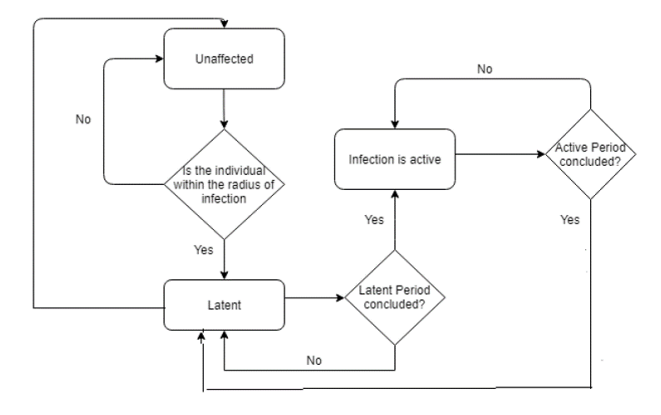 Unaffected
No
Is the individual
within the radius of
infection
Yes
Latent
No
Infection is active
Active Period
concluded?
Yes
Yes
Latent Period
concluded?
No